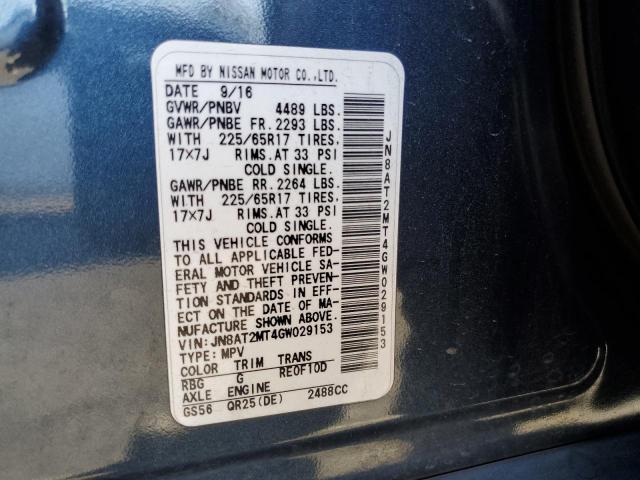 MFD BY NISSAN MOTOR CO.,LTD.
DATE 9/16
GVWR/PNBV 4489 LBS.
GAWR/PNBE FR. 2293 LBS.
WITH 225/65R17 TIRES,
17×7J RIMS.AT 33 PSI
COLD SINGLE.
GAWR/PNBE RR. 2264 LBS.
WITH 225/65R17 TIRES,
17×7J RIMS.AT 33 PSI
COLD SINGLE.
THIS VEHICLE CONFORMS
TO ALL APPLICABLE FED-
ERAL MOTOR VEHICLE SA-
FETY AND THEFT PREVEN-
TION STANDARDS IN EFF-
ECT ON THE DATE OF MA-
NUFACTURE SHOWN ABOVE.
VIN:JN8AT2MT4GW029153
TYPE:MPV
COLOR TRIM TRANS
RBG G RE0F10D
AXLE ENGINE
GS56 QR25(DE) 2488CC
JN8AT2MT4GW029153